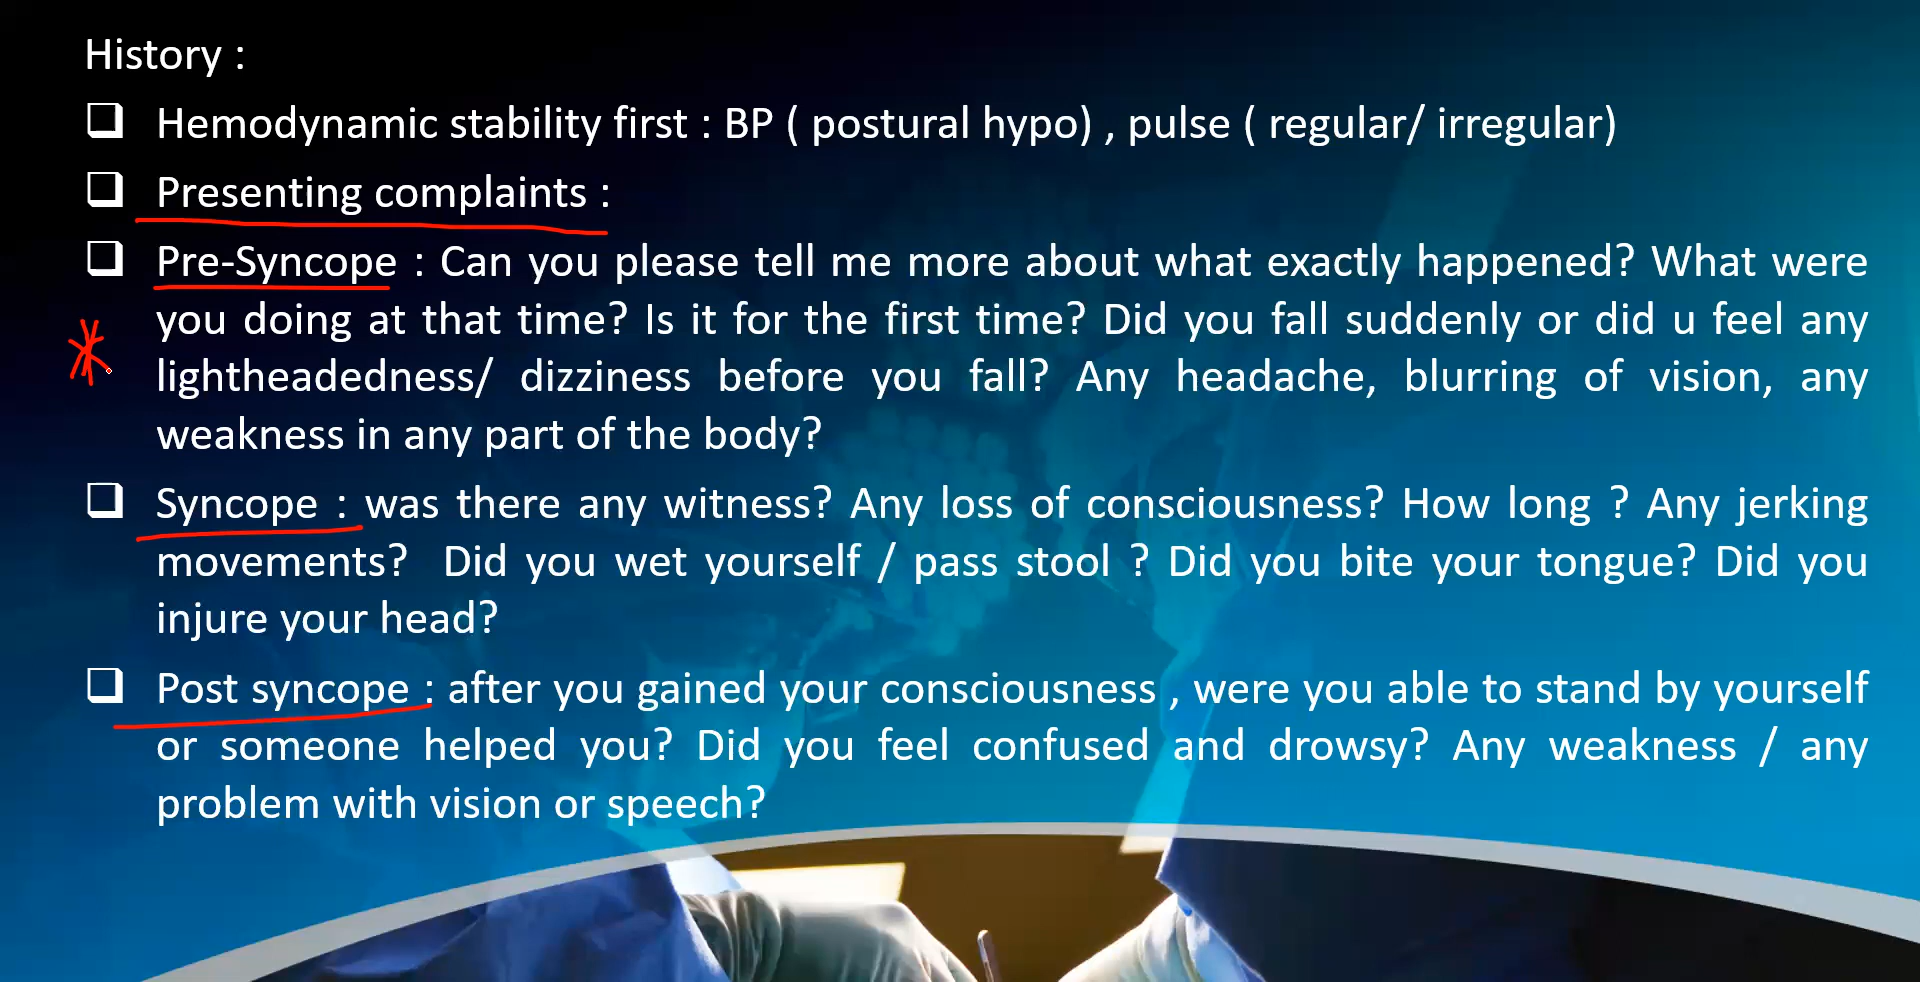 History :
❑ Hemodynamic stability first : BP ( postural hypo) , pulse ( regular/ irregular)
❑ Presenting complaints :
❑ Pre-Syncope : Can you please tell me more about what exactly happened? What were
you doing at that time? Is it for the first time? Did you fall suddenly or did u feel any
lightheadedness/ dizziness before you fall? Any headache, blurring of vision, any
weakness in any part of the body?
❑ Syncope : was there any witness? Any loss of consciousness? How long ? Any jerking
movements? Did you wet yourself / pass stool ? Did you bite your tongue? Did you
injure your head?
❑ Post syncope : after you gained your consciousness , were you able to stand by yourself
or someone helped you? Did you feel confused and drowsy? Any weakness / any
problem with vision or speech?